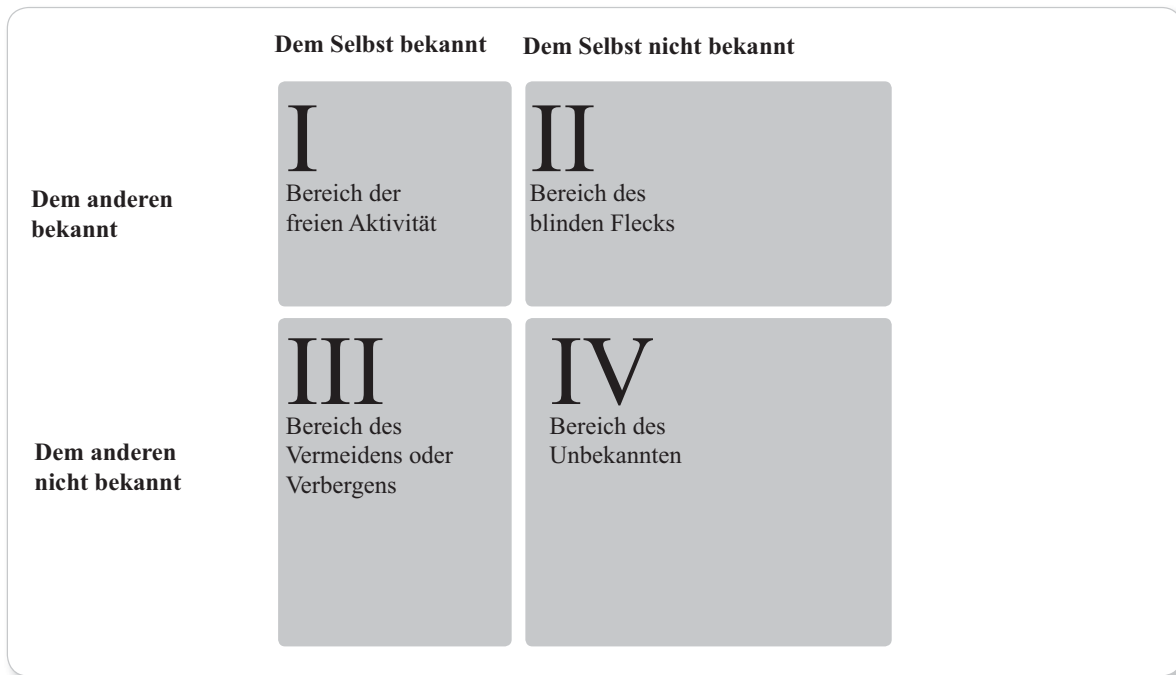 Dem Selbst bekannt
Dem Selbst nicht bekannt
Dem anderen
bekannt
I
Bereich der
freien Aktivität
II
Bereich des
blinden Flecks
Dem anderen
nicht bekannt
III
Bereich des
Vermeidens oder
Verbergens
IV
Bereich des
Unbekannten